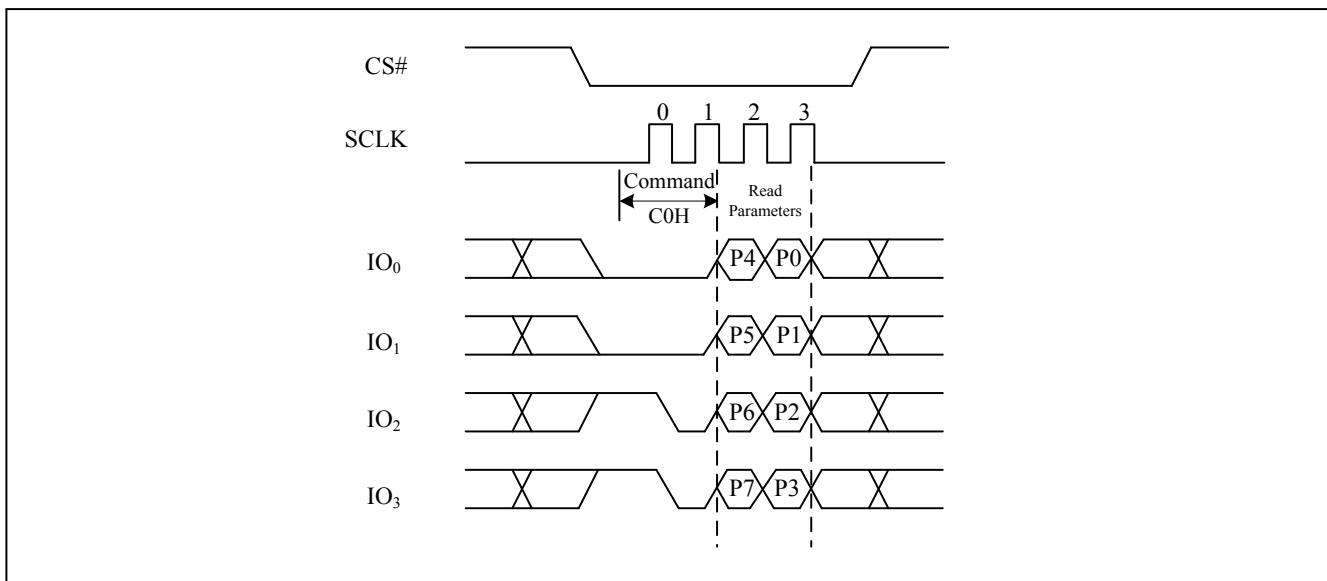 CS#
0 1 2 3
SCLK
Command
C0H
Read
Parameters
IO₀ P4 P0
IO₁ P5 P1
IO₂ P6 P2
IO₃ P7 P3